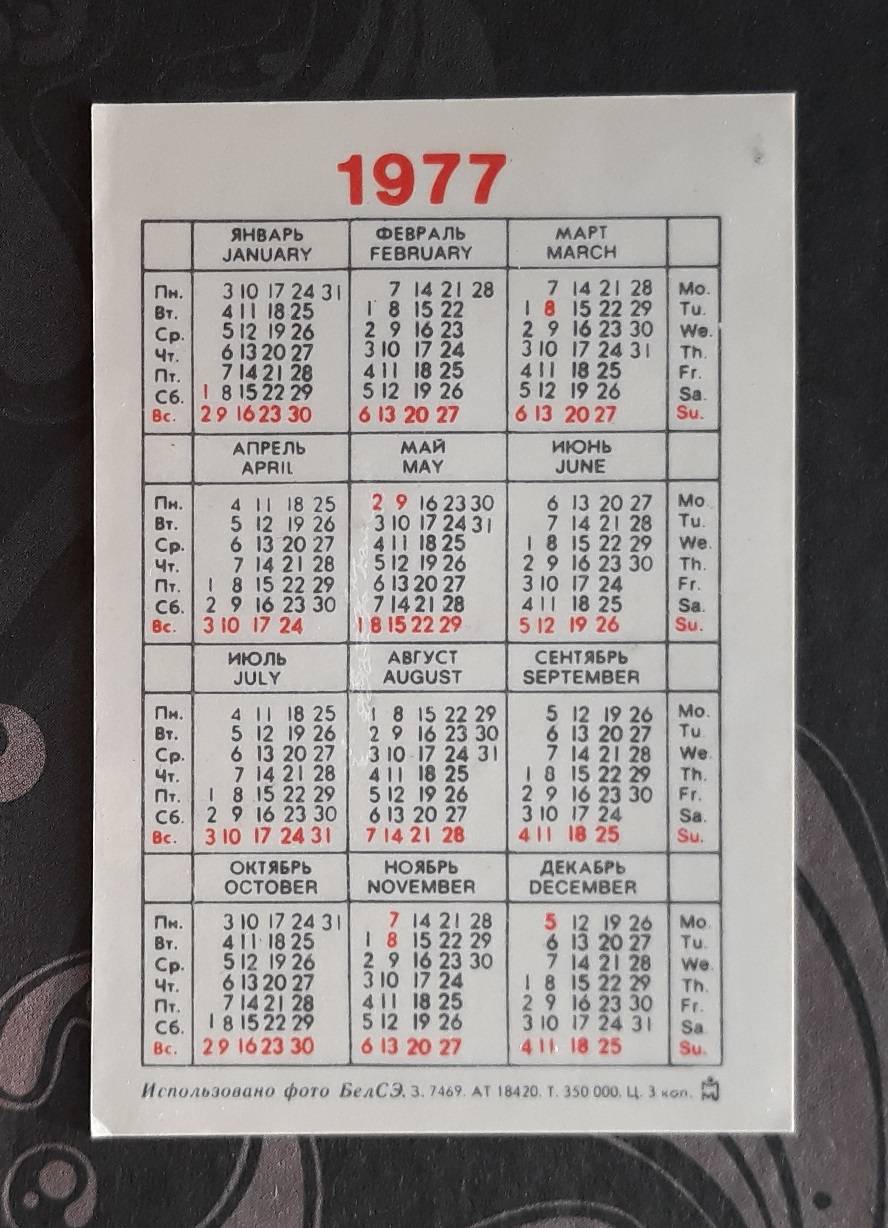 1977
ЯНВАРЬ ФЕВРАЛЬ МАРТ
JANUARY FEBRUARY MARCH
Пн. 3 10 17 24 31 7 14 21 28 7 14 21 28 Mo.
Вт. 4 11 18 25 1 8 15 22 1 8 15 22 29 Tu.
Ср. 5 12 19 26 2 9 16 23 2 9 16 23 30 We.
Чт. 6 13 20 27 3 10 17 24 3 10 17 24 31 Th.
Пт. 7 14 21 28 4 11 18 25 4 11 18 25 Fr.
Сб. 1 8 15 22 29 5 12 19 26 5 12 19 26 Sa.
Вс. 2 9 16 23 30 6 13 20 27 6 13 20 27 Su.
АПРЕЛЬ МАЙ ИЮНЬ
APRIL MAY JUNE
Пн. 4 11 18 25 2 9 16 23 30 6 13 20 27 Mo.
Вт. 5 12 19 26 3 10 17 24 31 7 14 21 28 Tu.
Ср. 6 13 20 27 4 11 18 25 1 8 15 22 29 We.
Чт. 7 14 21 28 5 12 19 26 2 9 16 23 30 Th.
Пт. 1 8 15 22 29 6 13 20 27 3 10 17 24 Fr.
Сб. 2 9 16 23 30 7 14 21 28 4 11 18 25 Sa.
Вс. 3 10 17 24 1 8 15 22 29 5 12 19 26 Su.
ИЮЛЬ АВГУСТ СЕНТЯБРЬ
JULY AUGUST SEPTEMBER
Пн. 4 11 18 25 1 8 15 22 29 5 12 19 26 Mo.
Вт. 5 12 19 26 2 9 16 23 30 6 13 20 27 Tu.
Ср. 6 13 20 27 3 10 17 24 31 7 14 21 28 We.
Чт. 7 14 21 28 4 11 18 25 1 8 15 22 29 Th.
Пт. 1 8 15 22 29 5 12 19 26 2 9 16 23 30 Fr.
Сб. 2 9 16 23 30 6 13 20 27 3 10 17 24 Sa.
Вс. 3 10 17 24 31 7 14 21 28 4 11 18 25 Su.
ОКТЯБРЬ НОЯБРЬ ДЕКАБРЬ
OCTOBER NOVEMBER DECEMBER
Пн. 3 10 17 24 31 7 14 21 28 5 12 19 26 Mo.
Вт. 4 11 18 25 1 8 15 22 29 6 13 20 27 Tu.
Ср. 5 12 19 26 2 9 16 23 30 7 14 21 28 We.
Чт. 6 13 20 27 3 10 17 24 1 8 15 22 29 Th.
Пт. 7 14 21 28 4 11 18 25 2 9 16 23 30 Fr.
Сб. 1 8 15 22 29 5 12 19 26 3 10 17 24 31 Sa.
Вс. 2 9 16 23 30 6 13 20 27 4 11 18 25 Su.
Использовано фото БелСЭ. З. 7469. АТ 18420. Т. 350 000. Ц. 3 коп.